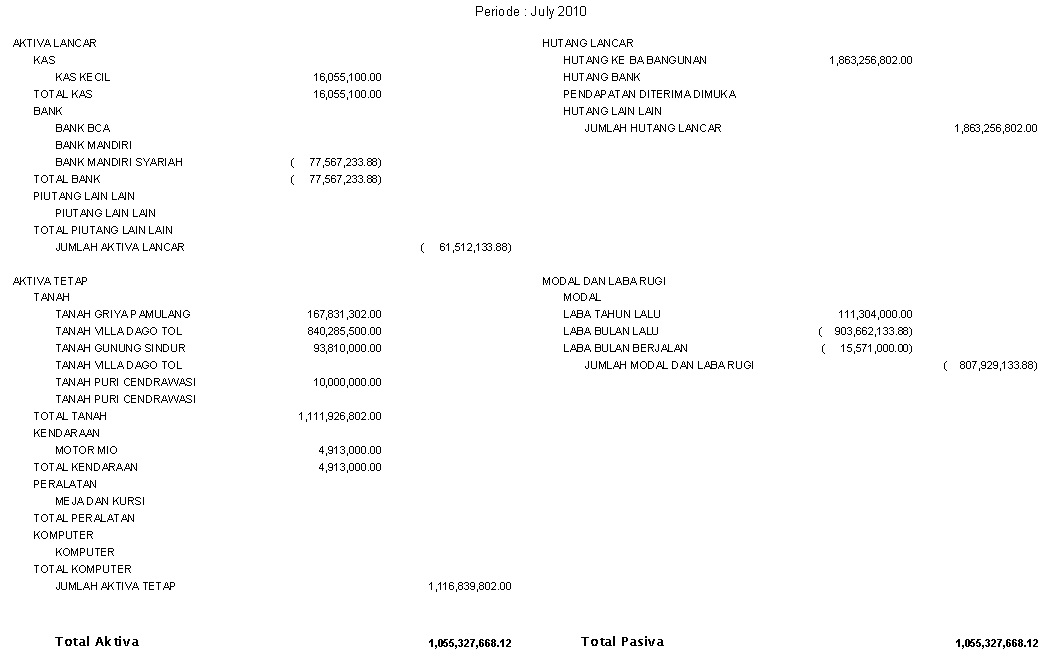 Periode : July 2010
AKTIVA LANCAR
KAS
KAS KECIL 16,055,100.00
TOTAL KAS 16,055,100.00
BANK
BANK BCA
BANK MANDIRI
BANK MANDIRI SYARIAH ( 77,567,233.88)
TOTAL BANK ( 77,567,233.88)
PIUTANG LAIN LAIN
PIUTANG LAIN LAIN
TOTAL PIUTANG LAIN LAIN
JUMLAH AKTIVA LANCAR ( 61,512,133.88)
HUTANG LANCAR
HUTANG KE BA BANGUNAN 1,863,256,802.00
HUTANG BANK
PENDAPATAN DITERIMA DIMUKA
HUTANG LAIN LAIN
JUMLAH HUTANG LANCAR 1,863,256,802.00
AKTIVA TETAP
TANAH
TANAH GRIYA PAMULANG 167,831,302.00
TANAH VILLA DAGO TOL 840,285,500.00
TANAH GUNUNG SINDUR 93,810,000.00
TANAH VILLA DAGO TOL
TANAH PURI CENDRAWASI 10,000,000.00
TANAH PURI CENDRAWASI
TOTAL TANAH 1,111,926,802.00
KENDARAAN
MOTOR MIO 4,913,000.00
TOTAL KENDARAAN 4,913,000.00
PERALATAN
MEJA DAN KURSI
TOTAL PERALATAN
KOMPUTER
KOMPUTER
TOTAL KOMPUTER
JUMLAH AKTIVA TETAP 1,116,839,802.00
MODAL DAN LABA RUGI
MODAL
LABA TAHUN LALU 111,304,000.00
LABA BULAN LALU ( 903,662,133.88)
LABA BULAN BERJALAN ( 15,571,000.00)
JUMLAH MODAL DAN LABA RUGI ( 807,929,133.88)
Total Aktiva 1,055,327,668.12
Total Pasiva 1,055,327,668.12